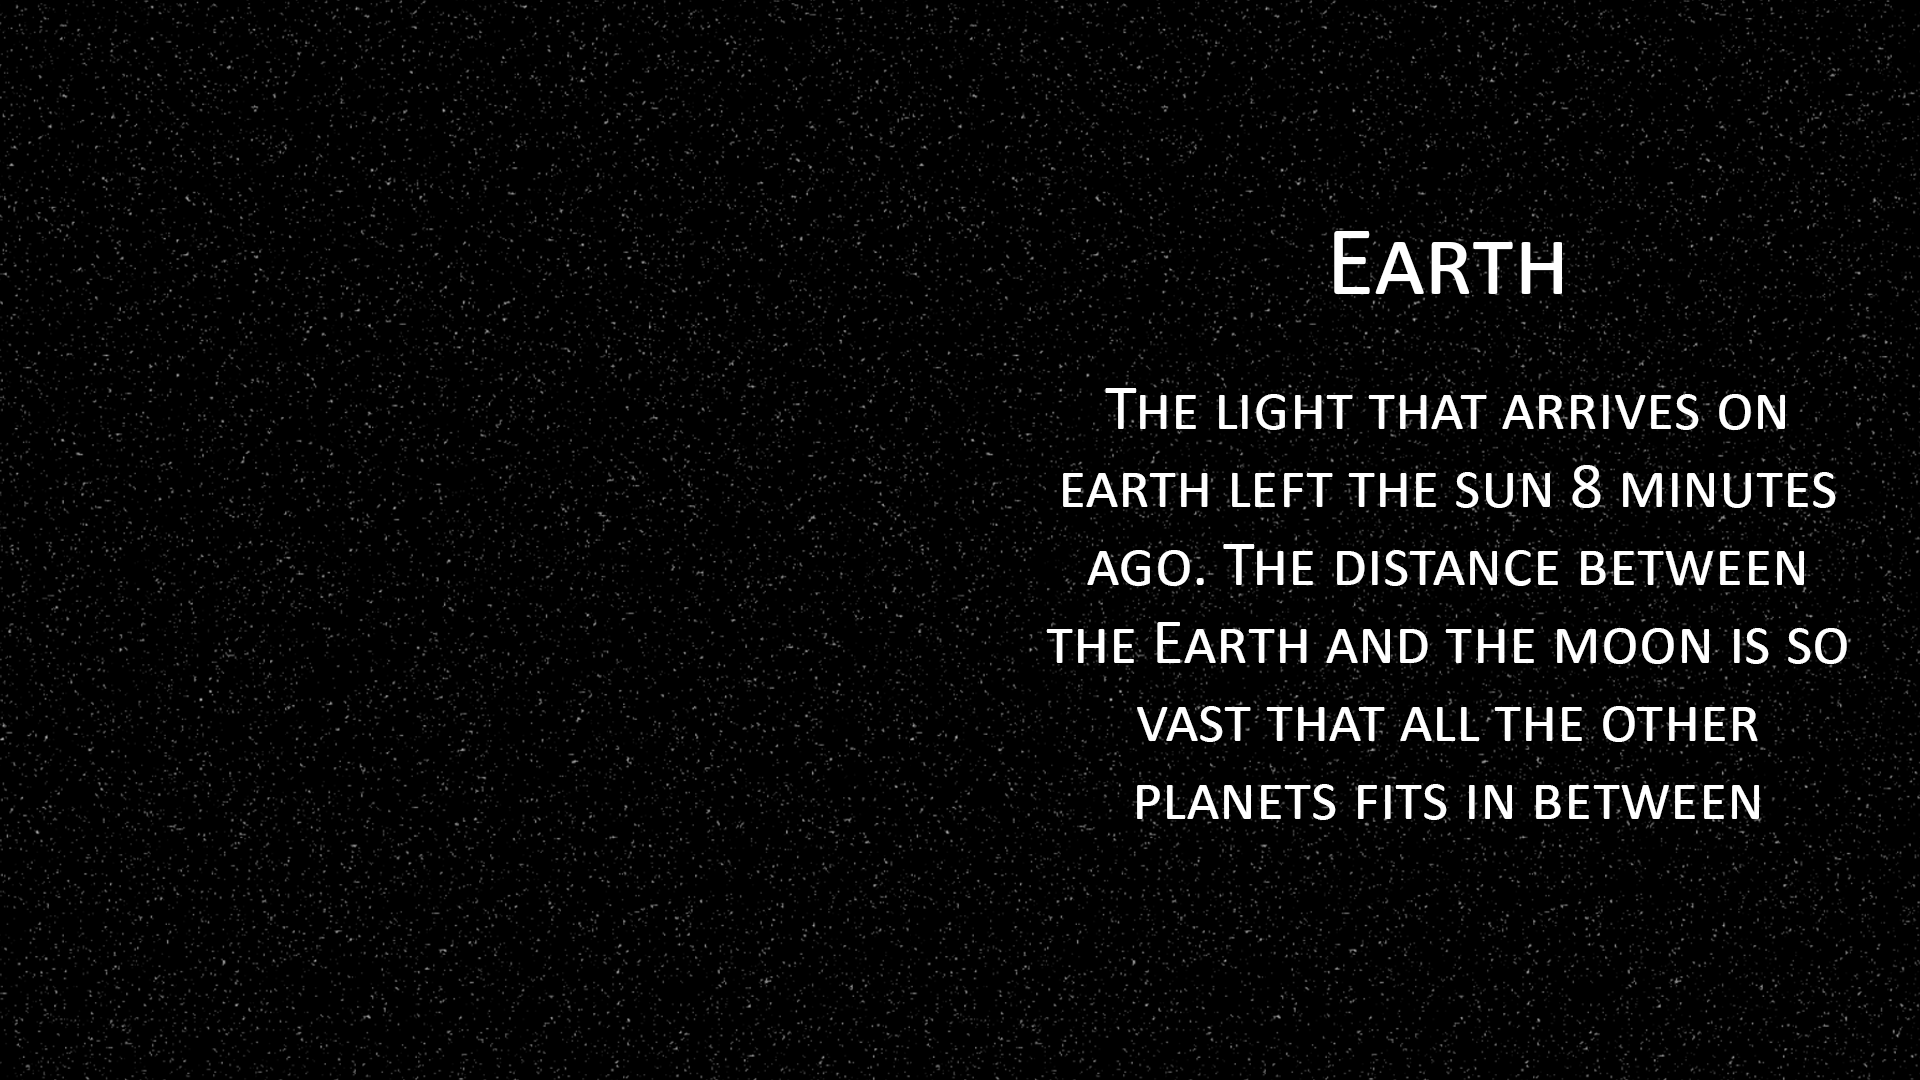 Earth
The light that arrives on
earth left the sun 8 minutes
ago. The distance between
the Earth and the moon is so
vast that all the other
planets fits in between